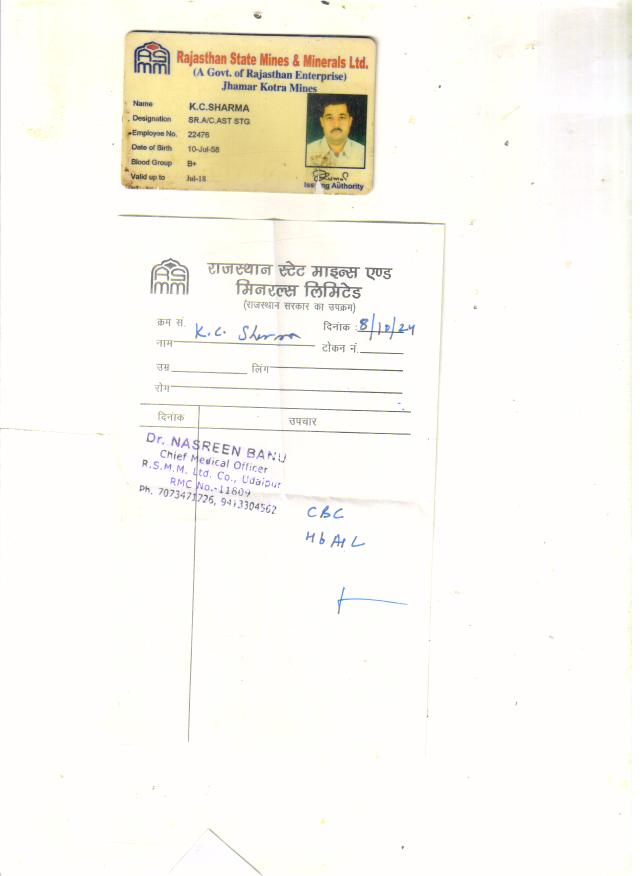 RSMM
Rajasthan State Mines & Minerals Ltd.
(A Govt. of Rajasthan Enterprise)
Jhamar Kotra Mines
Name K.C.SHARMA
Designation SR.A/C.AST STG
Employee No. 22476
Date of Birth 10-Jul-58
Blood Group B+
Valid up to Jul-18
Issuing Authority
RSMM
राजस्थान स्टेट माइन्स एण्ड
मिनरल्स लिमिटेड
(राजस्थान सरकार का उपक्रम)
क्रम सं. दिनांक : 8/10/24
नाम K.C. Sharma टोकन नं.
उम्र लिंग
रोग
दिनांक उपचार
Dr. NASREEN BANU
Chief Medical Officer
R.S.M.M. Ltd. Co., Udaipur
RMC No.-11809
Ph. 7073471726, 9413304562
CBC
HbA1c